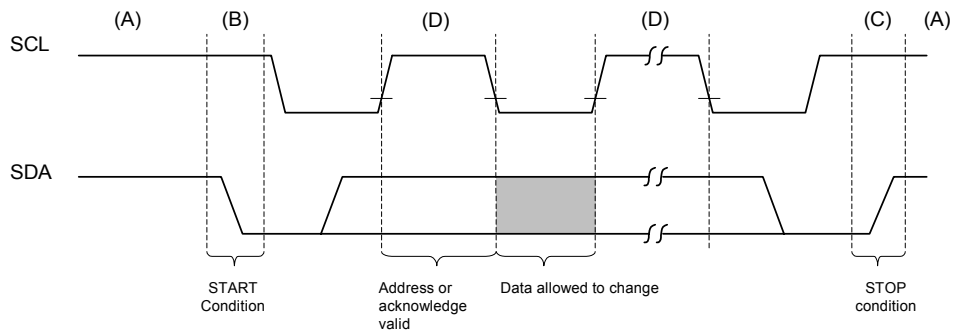 (A) (B) (D) (D) (C) (A)
SCL
SDA
START
Condition
Address or
acknowledge
valid
Data allowed to change
STOP
condition